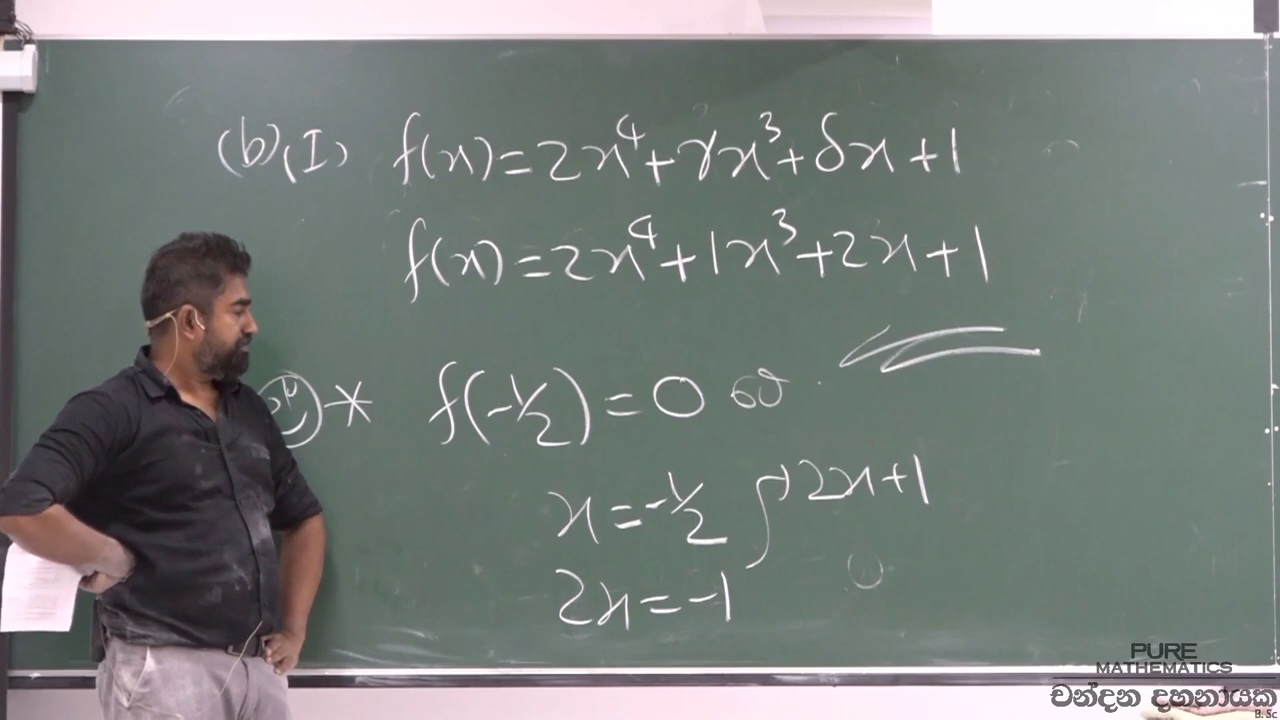 (b) (I) f(x) = 2x⁴ + γx³ + δx + 1
f(x) = 2x⁴ + 1x³ + 2x + 1
* f(-1/2) = 0
x = -1/2 2x + 1
2x = -1
PURE
MATHEMATICS
චන්දන දහනායක
B.Sc